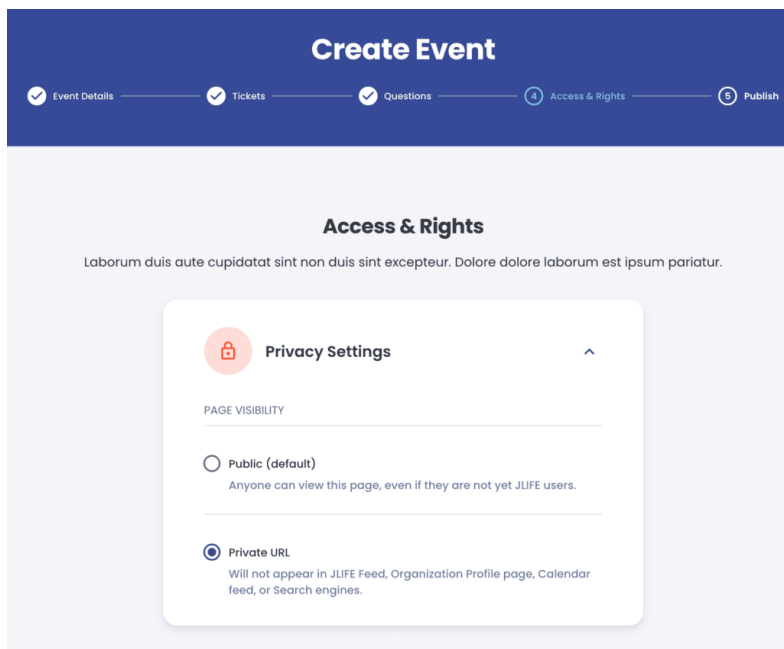 Create Event
Event Details
Tickets
Questions
4 Access & Rights
5 Publish
Access & Rights
Laborum duis aute cupidatat sint non duis sint excepteur. Dolore dolore laborum est ipsum pariatur.
Privacy Settings
PAGE VISIBILITY
Public (default)
Anyone can view this page, even if they are not yet JLIFE users.
Private URL
Will not appear in JLIFE Feed, Organization Profile page, Calendar
feed, or Search engines.